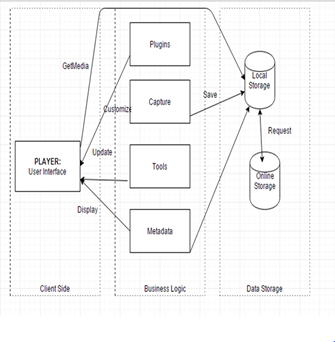 GetMedia
Plugins
Local
Storage
Customize
Capture
Save
Request
PLAYER:
User Interface
Update
Tools
Online
Storage
Display
Metadata
Client Side
Business Logic
Data Storage